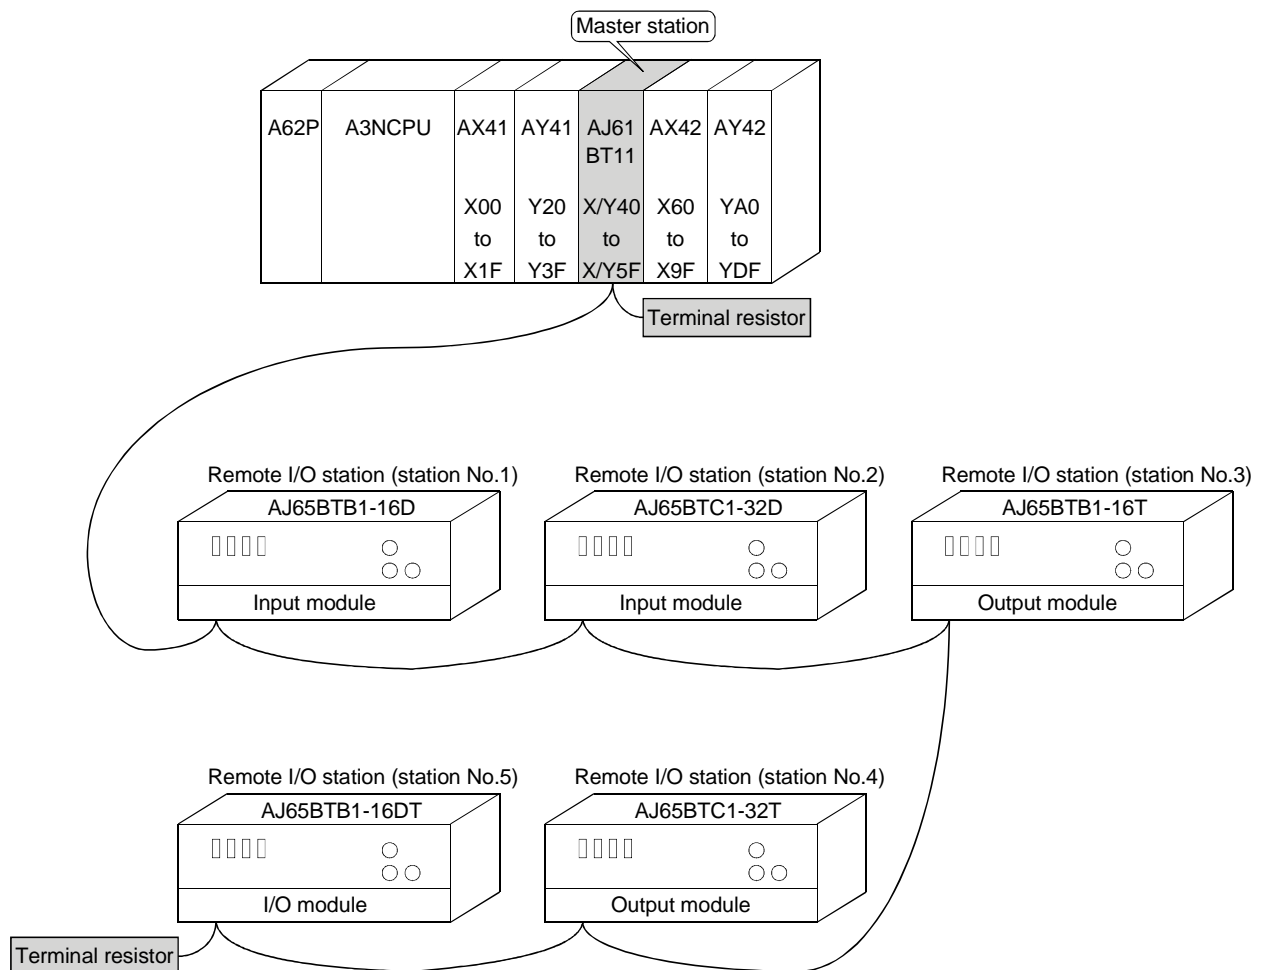 Master station
A62P A3NCPU AX41 AY41 AJ61 AX42 AY42
BT11
X00 Y20 X/Y40 X60 YA0
to to to to to
X1F Y3F X/Y5F X9F YDF
Terminal resistor
Remote I/O station (station No.1) Remote I/O station (station No.2) Remote I/O station (station No.3)
AJ65BTB1-16D AJ65BTC1-32D AJ65BTB1-16T
Input module Input module Output module
Remote I/O station (station No.5) Remote I/O station (station No.4)
AJ65BTB1-16DT AJ65BTC1-32T
I/O module Output module
Terminal resistor